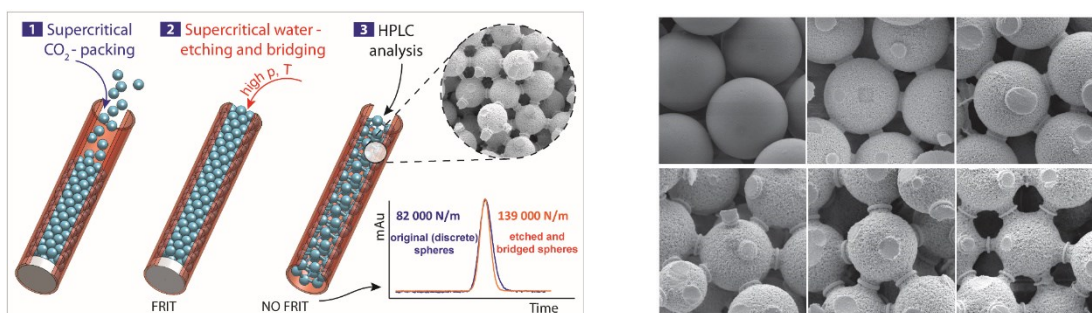 1 Supercritical
CO₂ - packing
2 Supercritical water -
etching and bridging
high p, T
3 HPLC
analysis
FRIT
NO FRIT
mAu
82 000 N/m
original (discrete)
spheres
139 000 N/m
etched and
bridged spheres
Time